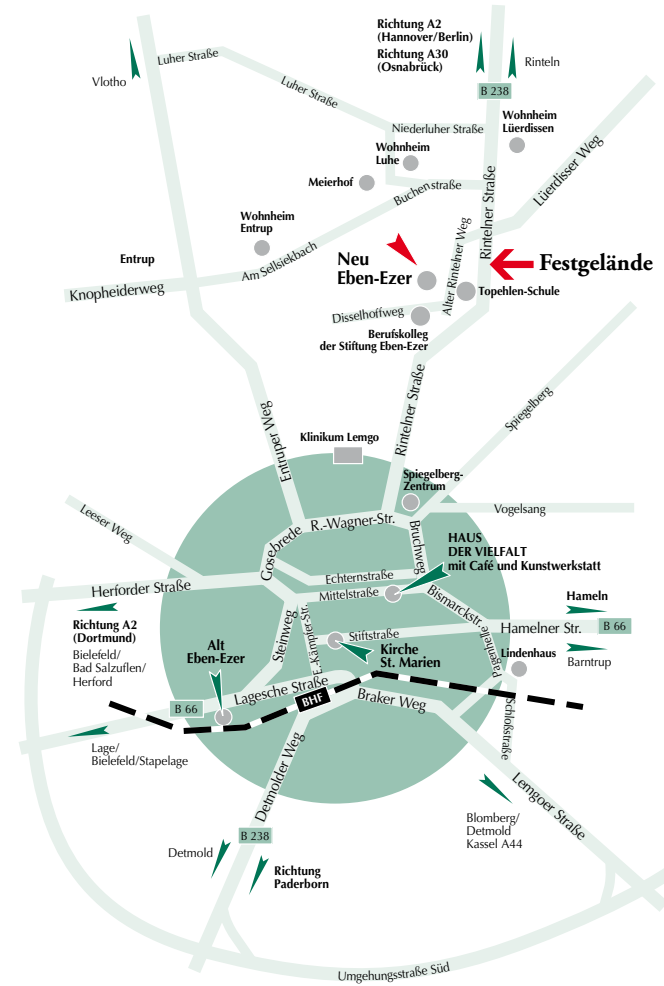 Richtung A2
(Hannover/Berlin)
Richtung A30
(Osnabrück)
Rinteln
Vlotho
Luher Straße
Luher Straße
B 238
Niederluher Straße
Wohnheim
Lüerdissen
Wohnheim
Luhe
Meierhof
Buchenstraße
Lüerdisser Weg
Rintelner Straße
Wohnheim
Entrup
Alter Rintelner Weg
Entrup
Am Sellsiekbach
Neu
Eben-Ezer
Festgelände
Knopheiderweg
Topehlen-Schule
Disselhoffweg
Berufskolleg
der Stiftung Eben-Ezer
Rintelner Straße
Spiegelberg
Entruper Weg
Klinikum Lemgo
Spiegelberg-
Zentrum
Leeser Weg
Vogelsang
R.-Wagner-Str.
Gosebrede
Bruchweg
HAUS
DER VIELFALT
mit Café und Kunstwerkstatt
Echternstraße
Herforder Straße
Mittelstraße
Bismarckstr.
Hameln
Richtung A2
(Dortmund)
Bielefeld/
Bad Salzuflen/
Herford
Steinweg
E.-Kämpfer-Str.
Stiftstraße
Hamelner Str.
B 66
Alt
Eben-Ezer
Kirche
St. Marien
Pagenhelle
Lindenhaus
Barntrup
Lagesche Straße
BHF
Braker Weg
B 66
Schloßstraße
Lage/
Bielefeld/Stapelage
Detmolder Weg
Lemgoer Straße
Blomberg/
Detmold
Kassel A44
B 238
Detmold
Richtung
Paderborn
Umgehungsstraße Süd